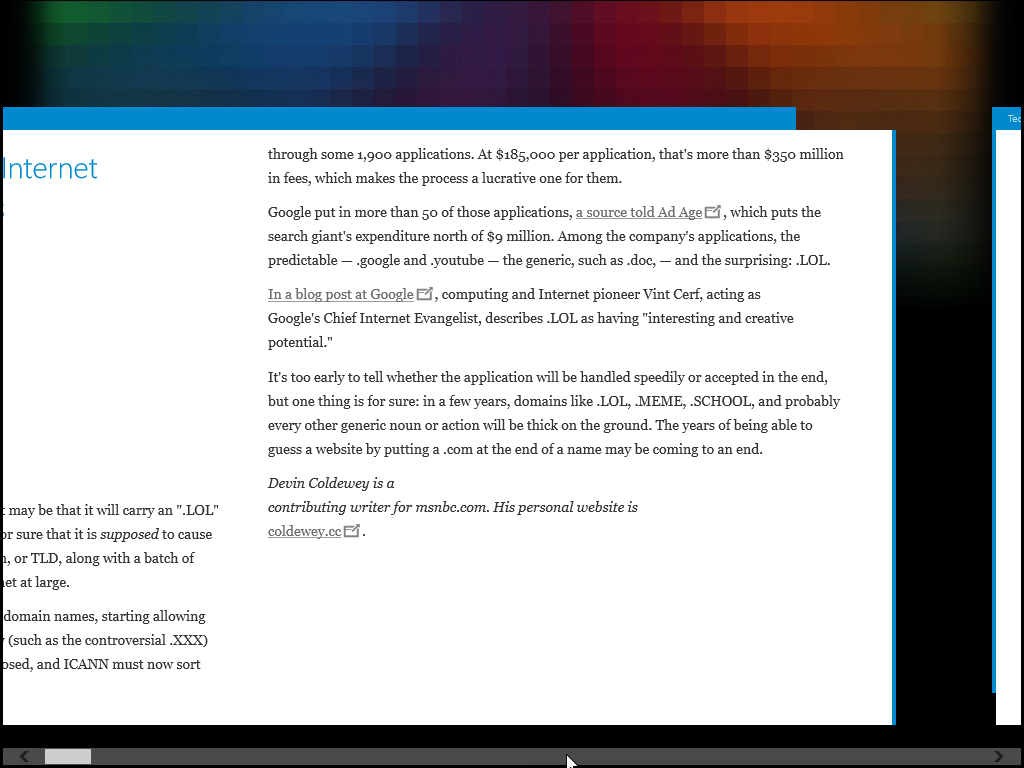 Tec
Internet
t may be that it will carry an ".LOL"
or sure that it is supposed to cause
n, or TLD, along with a batch of
net at large.
domain names, starting allowing
y (such as the controversial .XXX)
osed, and ICANN must now sort
through some 1,900 applications. At $185,000 per application, that's more than $350 million
in fees, which makes the process a lucrative one for them.
Google put in more than 50 of those applications, a source told Ad Age , which puts the
search giant's expenditure north of $9 million. Among the company's applications, the
predictable — .google and .youtube — the generic, such as .doc, — and the surprising: .LOL.
In a blog post at Google , computing and Internet pioneer Vint Cerf, acting as
Google's Chief Internet Evangelist, describes .LOL as having "interesting and creative
potential."
It's too early to tell whether the application will be handled speedily or accepted in the end,
but one thing is for sure: in a few years, domains like .LOL, .MEME, .SCHOOL, and probably
every other generic noun or action will be thick on the ground. The years of being able to
guess a website by putting a .com at the end of a name may be coming to an end.
Devin Coldewey is a
contributing writer for msnbc.com. His personal website is
coldewey.cc .